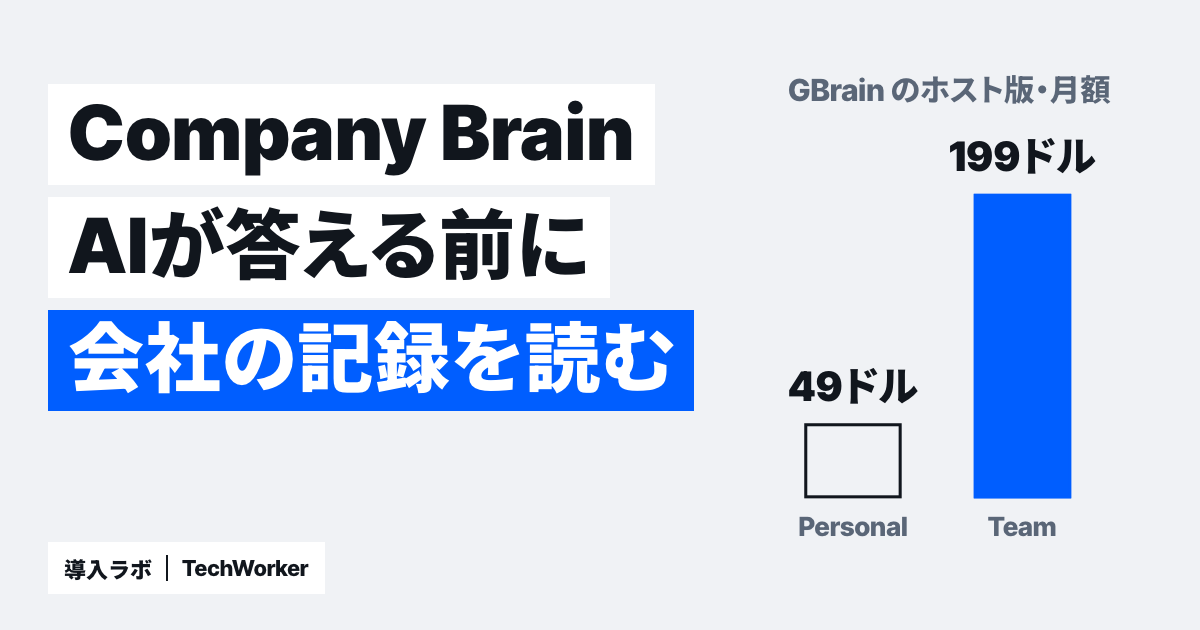 Company Brain
AIが答える前に
会社の記録を読む
GBrain のホスト版・月額
199ドル
49ドル
Personal
Team
導入ラボ | TechWorker